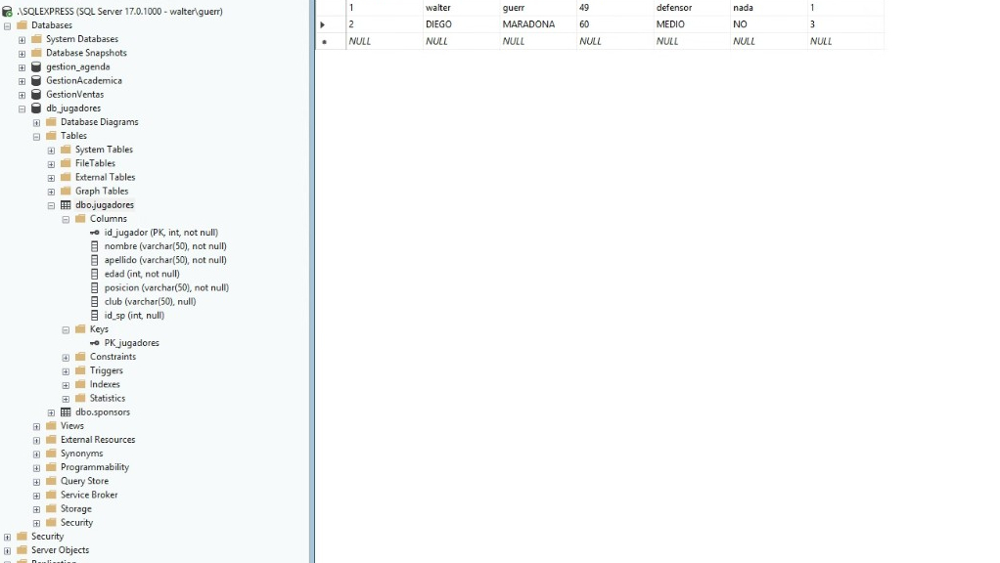 .\SQLEXPRESS (SQL Server 17.0.1000 - walter\guerr)
Databases
System Databases
Database Snapshots
gestion_agenda
GestionAcademica
GestionVentas
db_jugadores
Database Diagrams
Tables
System Tables
FileTables
External Tables
Graph Tables
dbo.jugadores
Columns
id_jugador (PK, int, not null)
nombre (varchar(50), not null)
apellido (varchar(50), not null)
edad (int, not null)
posicion (varchar(50), not null)
club (varchar(50), null)
id_sp (int, null)
Keys
PK_jugadores
Constraints
Triggers
Indexes
Statistics
dbo.sponsors
Views
External Resources
Synonyms
Programmability
Query Store
Service Broker
Storage
Security
Security
Server Objects
Replication
1 walter guerr 49 defensor nada 1
2 DIEGO MARADONA 60 MEDIO NO 3
NULL NULL NULL NULL NULL NULL NULL